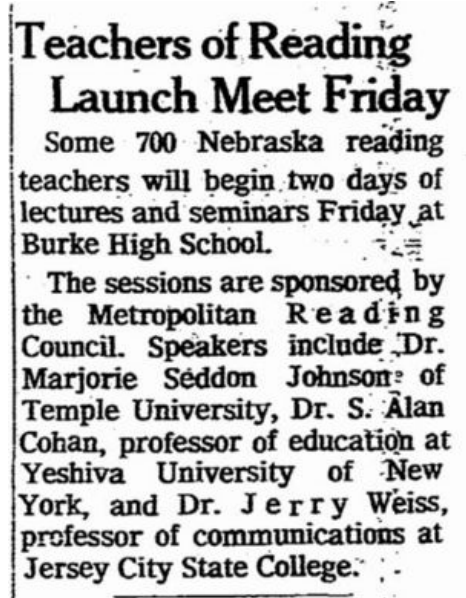 Teachers of Reading
Launch Meet Friday
Some 700 Nebraska reading
teachers will begin two days of
lectures and seminars Friday at
Burke High School.
The sessions are sponsored by
the Metropolitan Reading
Council. Speakers include Dr.
Marjorie Seddon Johnson of
Temple University, Dr. S. Alan
Cohan, professor of education at
Yeshiva University of New
York, and Dr. Jerry Weiss,
professor of communications at
Jersey City State College.